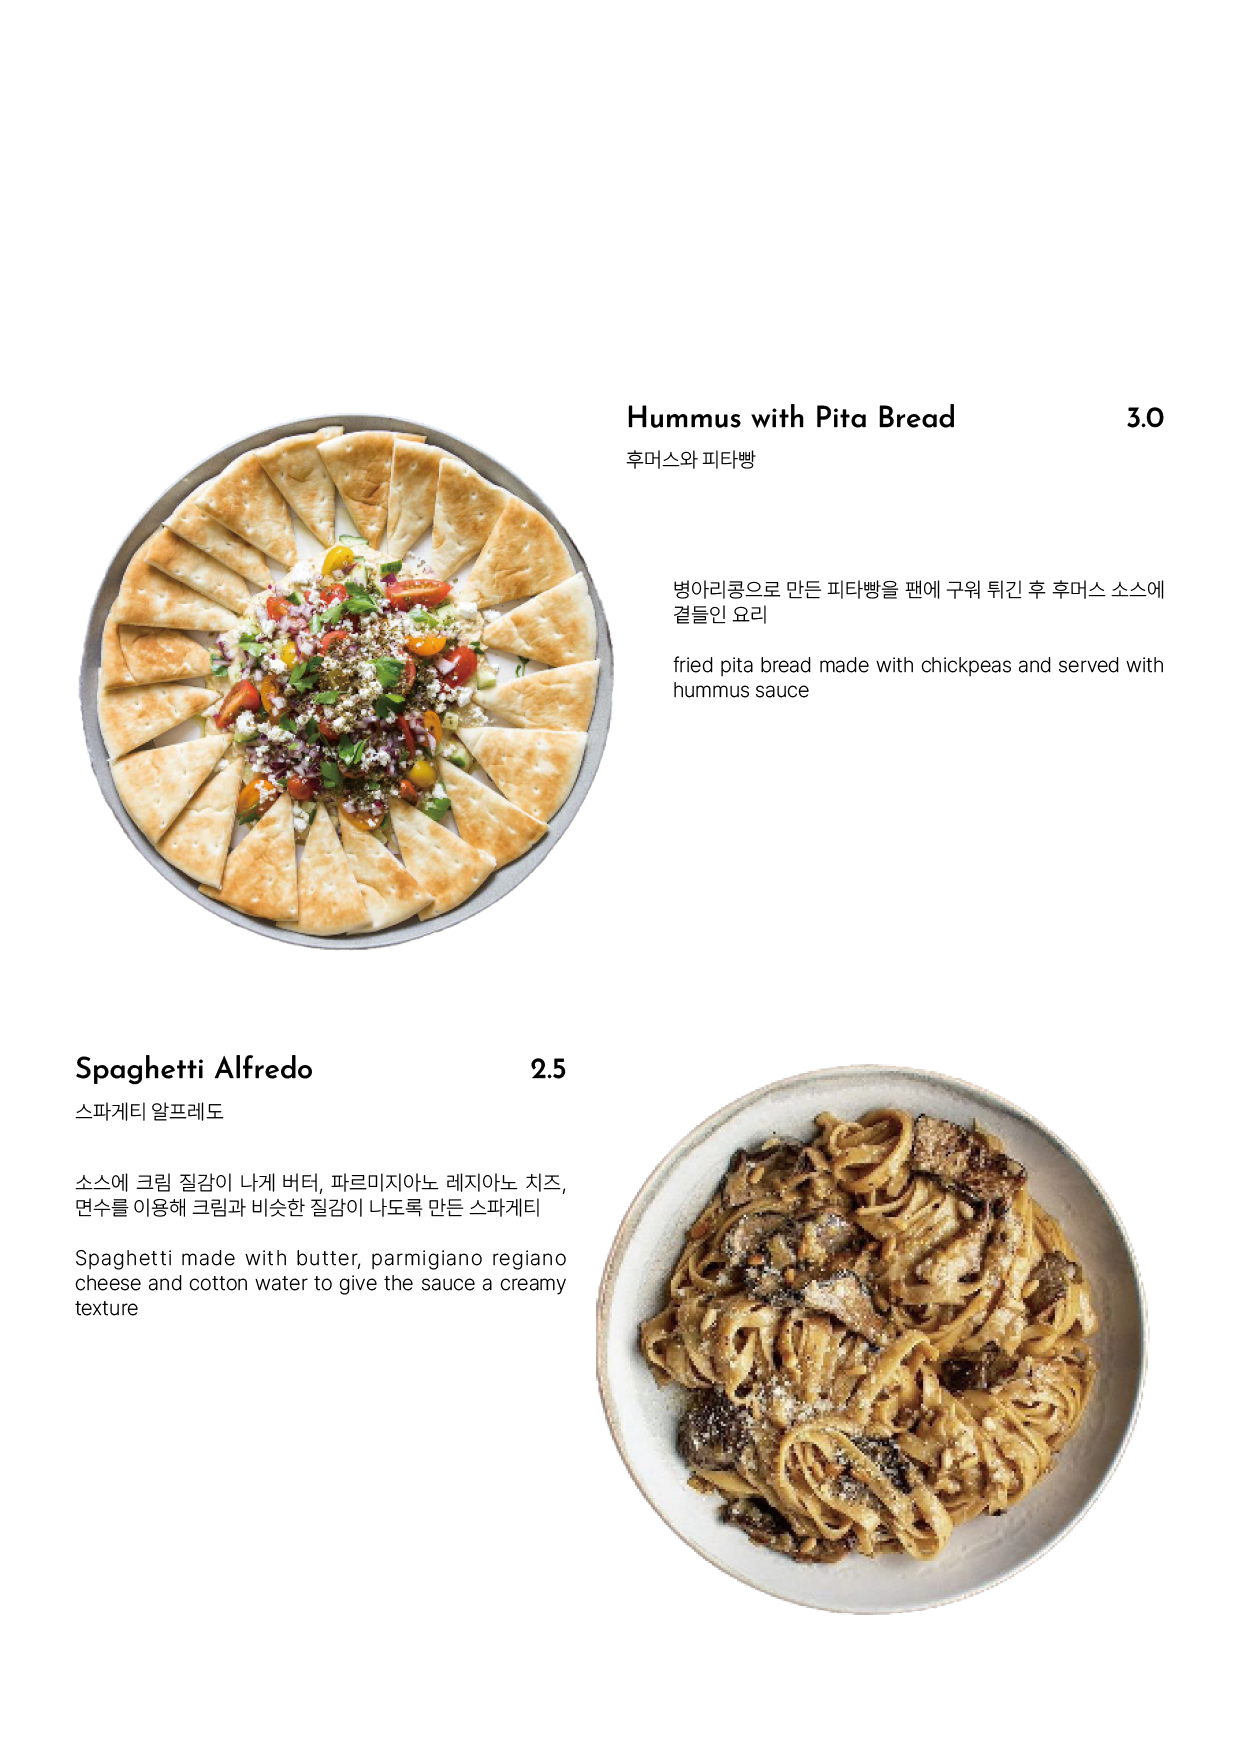 Hummus with Pita Bread 3.0
후머스와 피타빵
병아리콩으로 만든 피타빵을 팬에 구워 튀긴 후 후머스 소스에
곁들인 요리
fried pita bread made with chickpeas and served with
hummus sauce
Spaghetti Alfredo 2.5
스파게티 알프레도
소스에 크림 질감이 나게 버터, 파르미지아노 레지아노 치즈,
면수를 이용해 크림과 비슷한 질감이 나도록 만든 스파게티
Spaghetti made with butter, parmigiano regiano
cheese and cotton water to give the sauce a creamy
texture